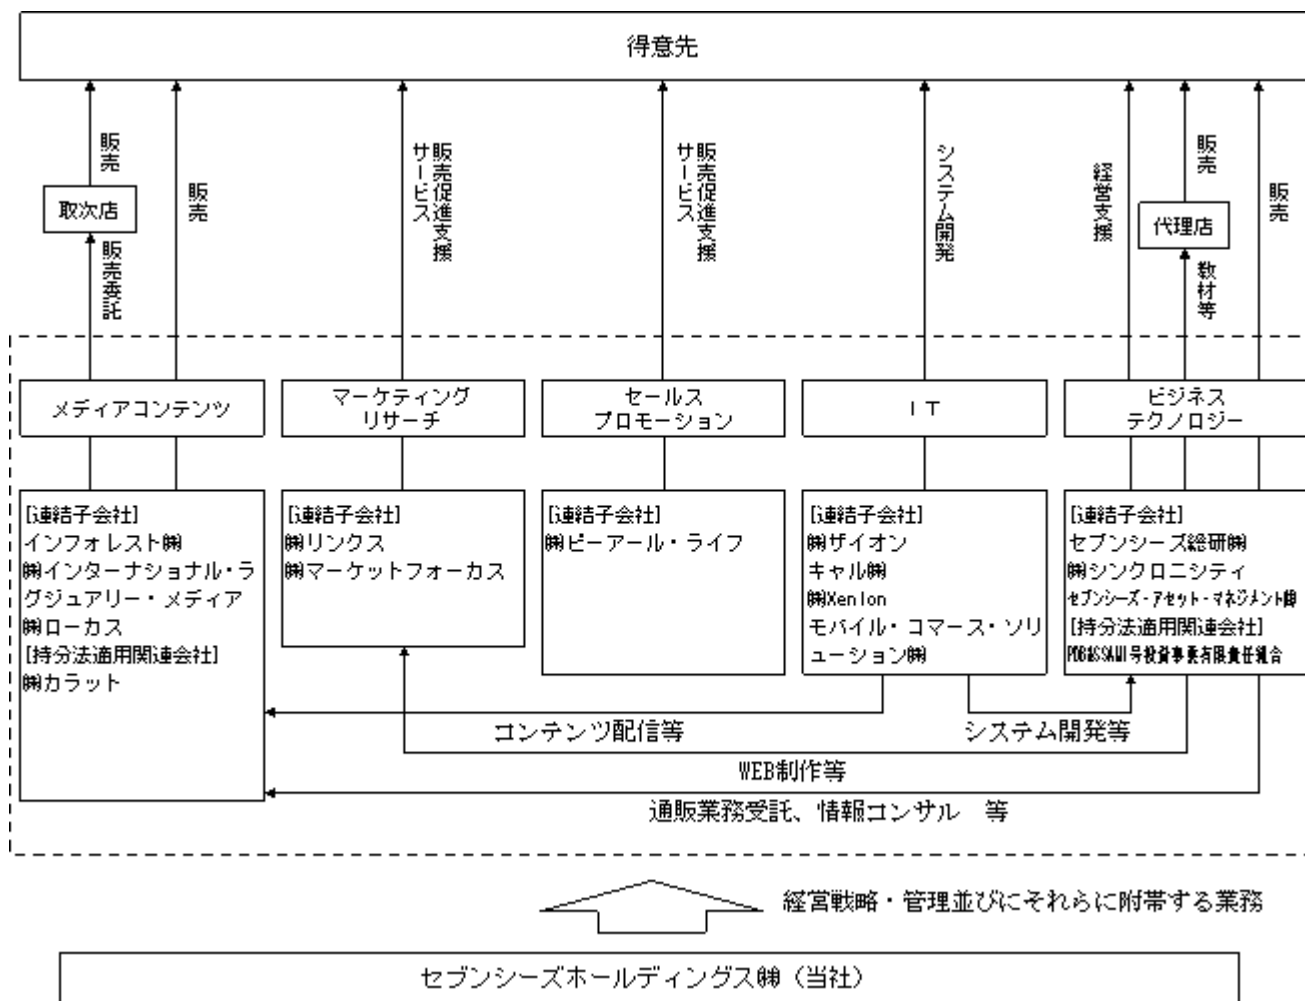 得意先
販売
販売
販売促進支援
サービス
販売促進支援
サービス
システム開発
経営支援
販売
販売
取次店
代理店
販売委託
教材等
メディアコンテンツ
マーケティング
リサーチ
セールス
プロモーション
IT
ビジネス
テクノロジー
[連結子会社]
インフォレスト㈱
㈱インターナショナル・ラ
グジュアリー・メディア
㈱ローカス
[持分法適用関連会社]
㈱カラット
[連結子会社]
㈱リンクス
㈱マーケットフォーカス
[連結子会社]
㈱ピーアール・ライフ
[連結子会社]
㈱ザイオン
キャル㈱
㈱Xenlon
モバイル・コマース・ソリ
ューション㈱
[連結子会社]
セブンシーズ総研㈱
㈱シンクロニシティ
セブンシーズ・アセット・マネジメント㈱
[持分法適用関連会社]
号投資事業有限責任組合
コンテンツ配信等
システム開発等
WEB制作等
通販業務受託、情報コンサル 等
経営戦略・管理並びにそれらに附帯する業務
セブンシーズホールディングス㈱（当社）